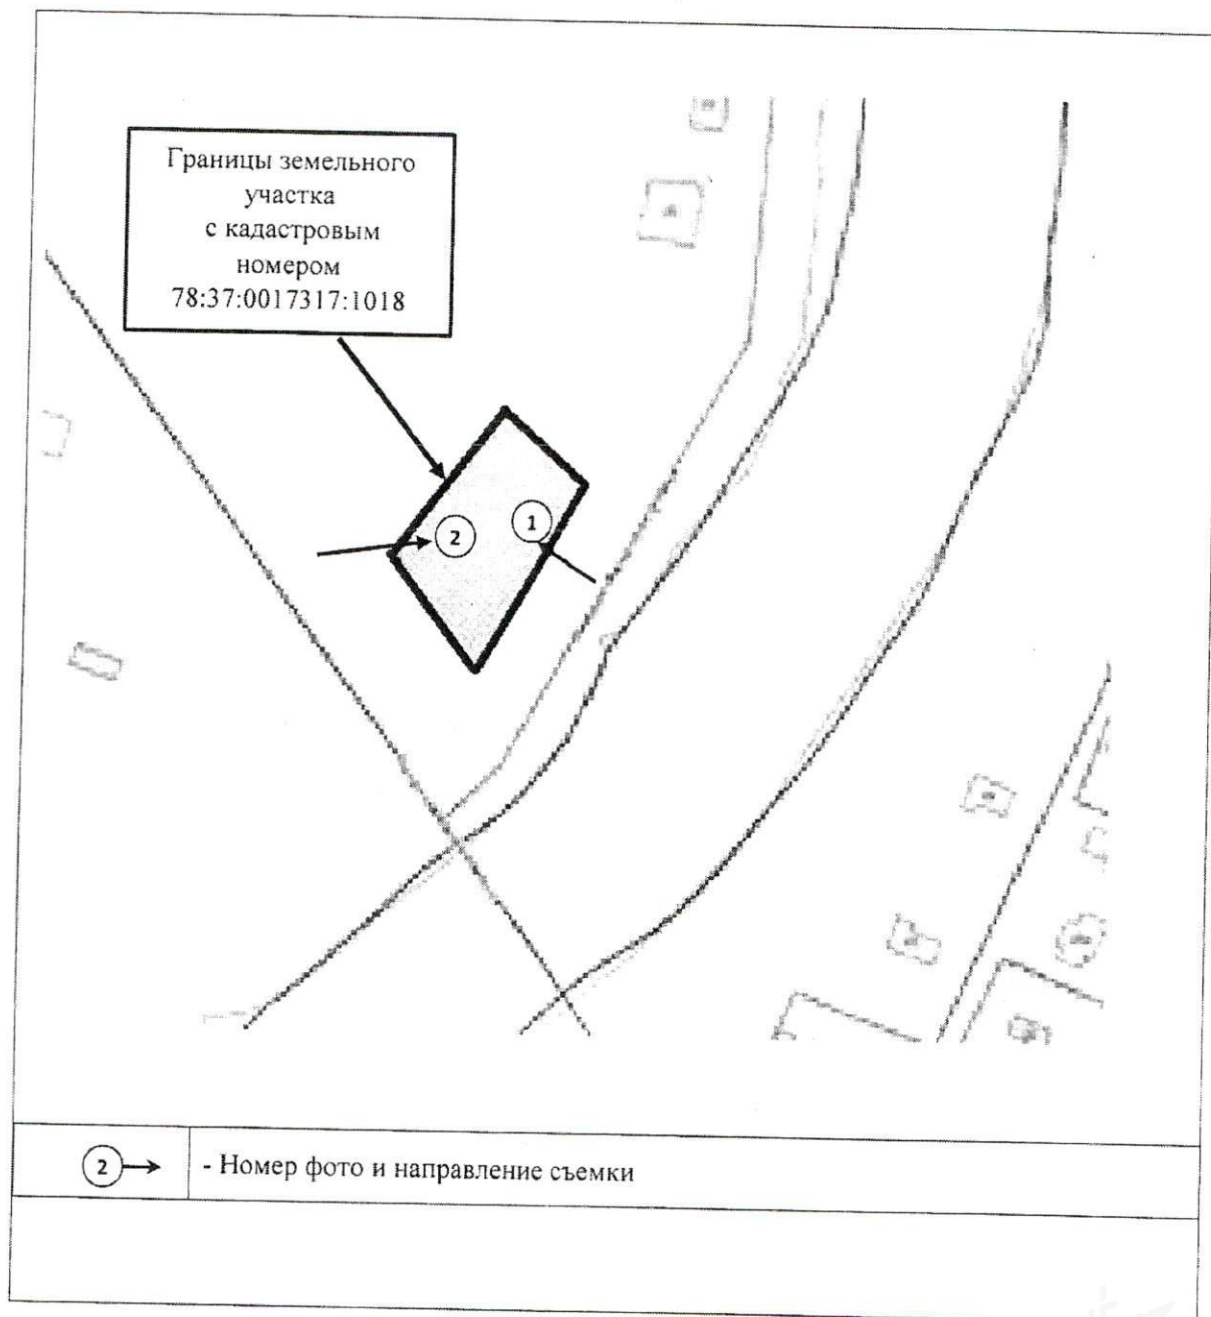 Границы земельного
участка
с кадастровым
номером
78:37:0017317:1018
2
1
2
- Номер фото и направление съемки